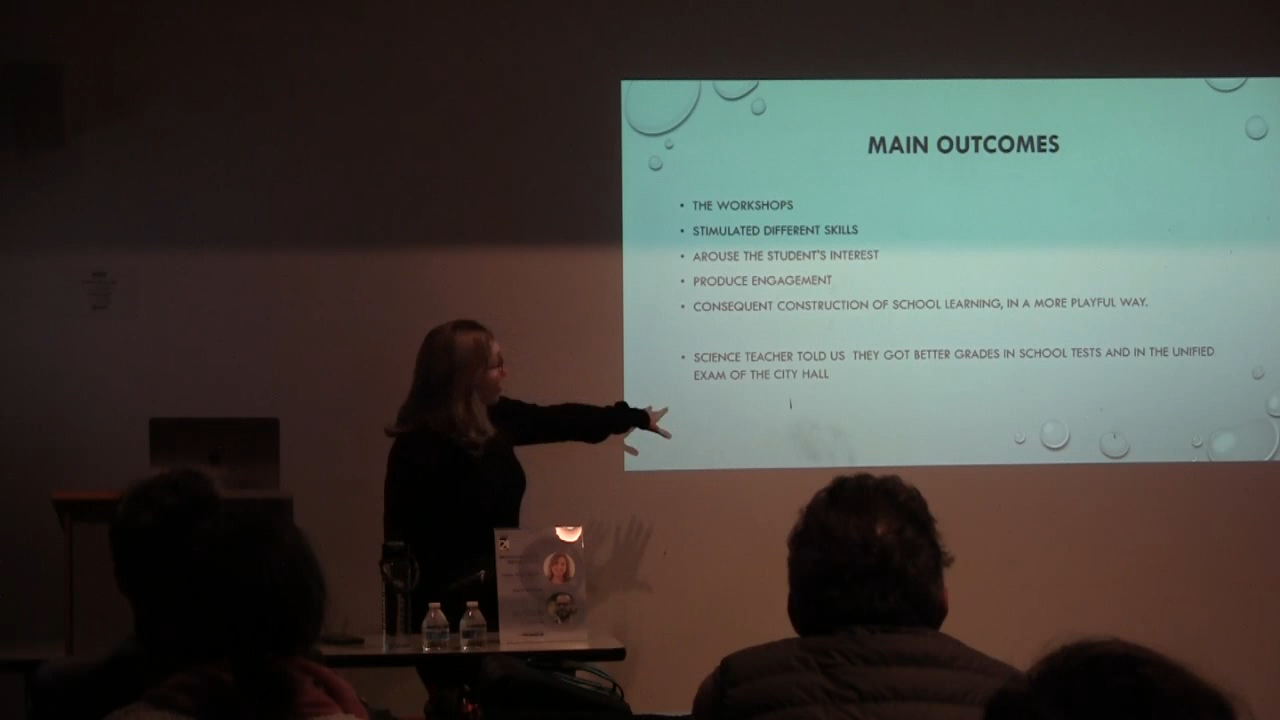 MAIN OUTCOMES
• THE WORKSHOPS
• STIMULATED DIFFERENT SKILLS
• AROUSE THE STUDENT'S INTEREST
• PRODUCE ENGAGEMENT
• CONSEQUENT CONSTRUCTION OF SCHOOL LEARNING, IN A MORE PLAYFUL WAY.
• SCIENCE TEACHER TOLD US THEY GOT BETTER GRADES IN SCHOOL TESTS AND IN THE UNIFIED
EXAM OF THE CITY HALL